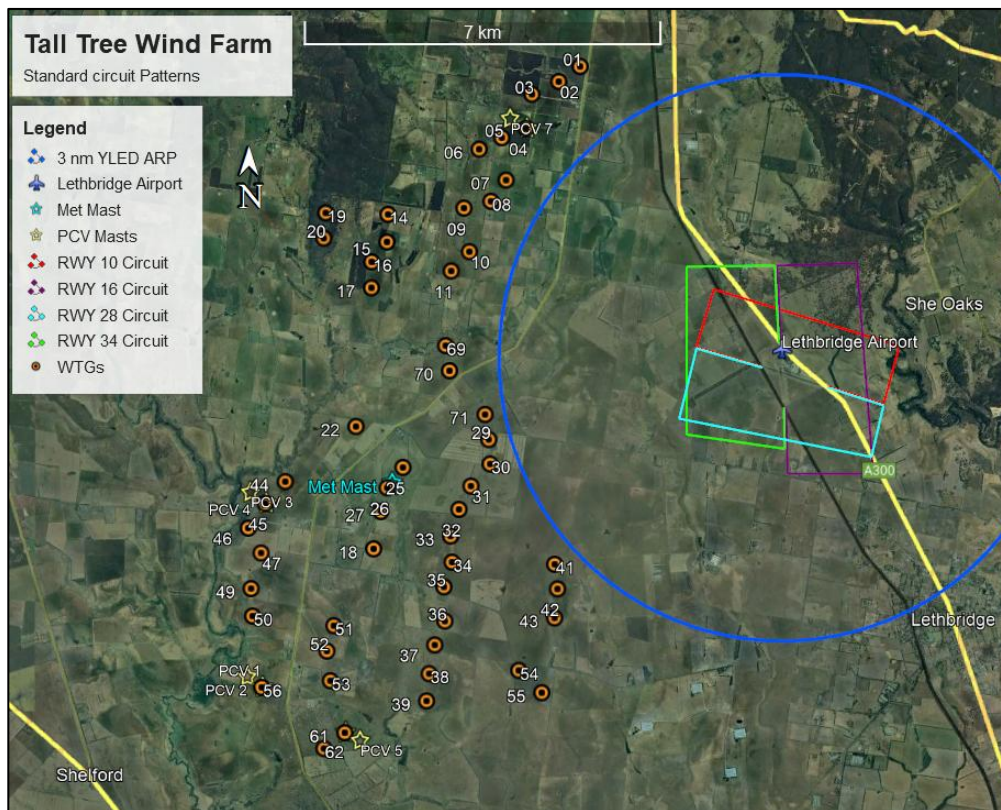 Tall Tree Wind Farm
Standard circuit Patterns
7 km
Legend
3 nm YLED ARP
Lethbridge Airport
Met Mast
PCV Masts
RWY 10 Circuit
RWY 16 Circuit
RWY 28 Circuit
RWY 34 Circuit
WTGs
N
01
02
03
05
PCV 7
04
06
07
08
19
14
09
20
15
10
16
11
17
She Oaks
Lethbridge Airport
69
70
71
22
29
30
A300
44
Met Mast
25
31
PCV 3
PCV 4
26
27
45
32
46
33
18
47
34
41
35
49
42
50
36
43
Lethbridge
51
52
37
PCV 1
54
38
53
PCV 2
56
55
39
61
PCV 5
62
Shelford